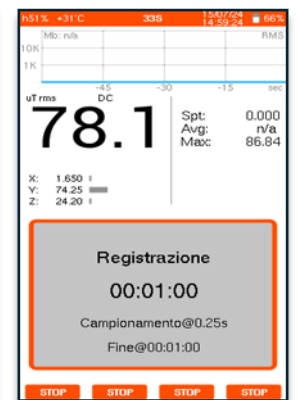 h51% +31°C 335 15/07/24 14:59:24 66%
Mb: n/a RMS
10K
1K
-45 -30 -15 sec
uT rms DC
78.1
Spt: 0.000
Avg: n/a
Max: 86.84
X: 1.650
Y: 74.25
Z: 24.20
Registrazione
00:01:00
Campionamento@0.25s
Fine@00:01:00
STOP STOP STOP STOP